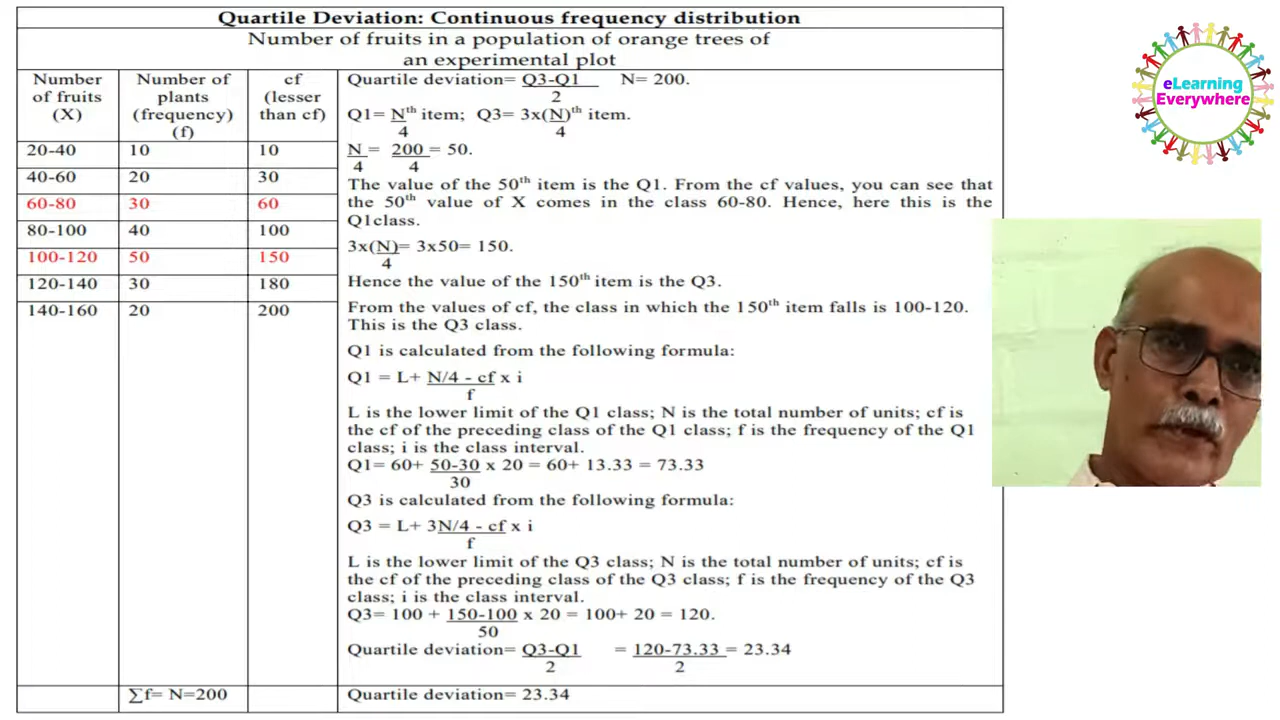 Quartile Deviation: Continuous frequency distribution
Number of fruits in a population of orange trees of
an experimental plot
Number of fruits (X)
Number of plants (frequency) (f)
cf (lesser than cf)
20-40 10 10
40-60 20 30
60-80 30 60
80-100 40 100
100-120 50 150
120-140 30 180
140-160 20 200
Quartile deviation= Q3-Q1 N= 200.
2
Q1= Nth item; Q3= 3x(N)th item.
4 4
N = 200 = 50.
4 4
The value of the 50th item is the Q1. From the cf values, you can see that
the 50th value of X comes in the class 60-80. Hence, here this is the
Q1class.
3x(N)= 3x50= 150.
4
Hence the value of the 150th item is the Q3.
From the values of cf, the class in which the 150th item falls is 100-120.
This is the Q3 class.
Q1 is calculated from the following formula:
Q1 = L+ N/4 - cf x i
f
L is the lower limit of the Q1 class; N is the total number of units; cf is
the cf of the preceding class of the Q1 class; f is the frequency of the Q1
class; i is the class interval.
Q1= 60+ 50-30 x 20 = 60+ 13.33 = 73.33
30
Q3 is calculated from the following formula:
Q3 = L+ 3N/4 - cf x i
f
L is the lower limit of the Q3 class; N is the total number of units; cf is
the cf of the preceding class of the Q3 class; f is the frequency of the Q3
class; i is the class interval.
Q3= 100 + 150-100 x 20 = 100+ 20 = 120.
50
Quartile deviation= Q3-Q1 = 120-73.33 = 23.34
2 2
∑f= N=200 Quartile deviation= 23.34
eLearning
Everywhere